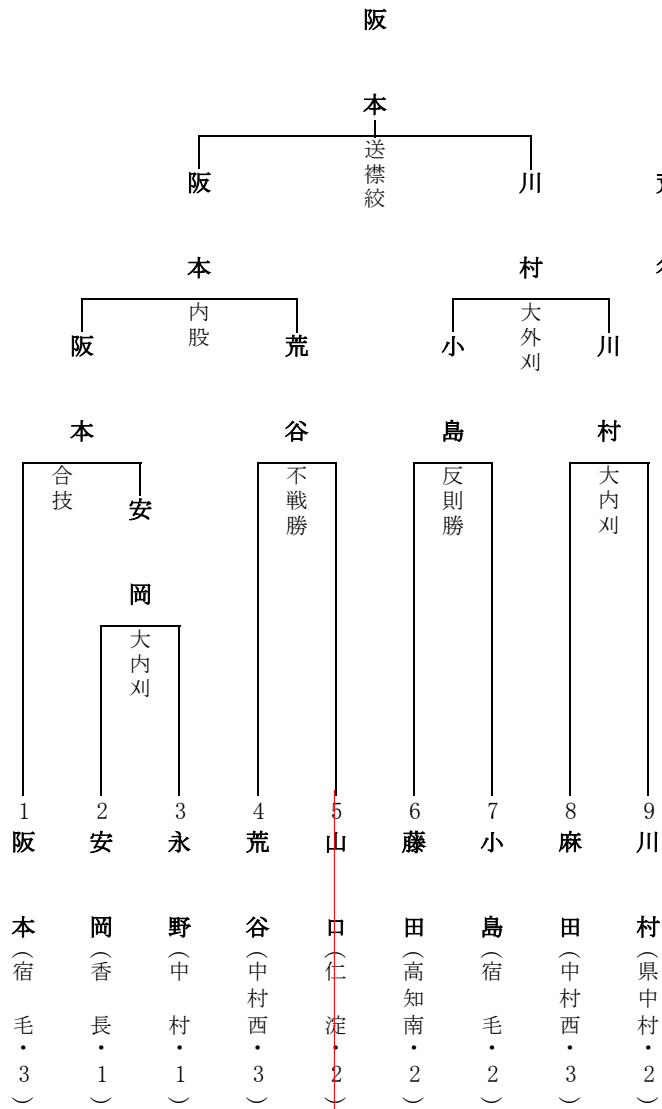 阪本
送襟絞
阪本
川村
内股
大外刈
阪本
荒谷
小島
川村
合技
不戦勝
反則勝
大内刈
安岡
大内刈
1 阪本(宿毛・3)
2 安岡(香長・1)
3 永野(中村・1)
4 荒谷(中村西・3)
5 山口(仁淀・2)
6 藤田(高知南・2)
7 小島(宿毛・2)
8 麻田(中村西・3)
9 川村(県中村・2)